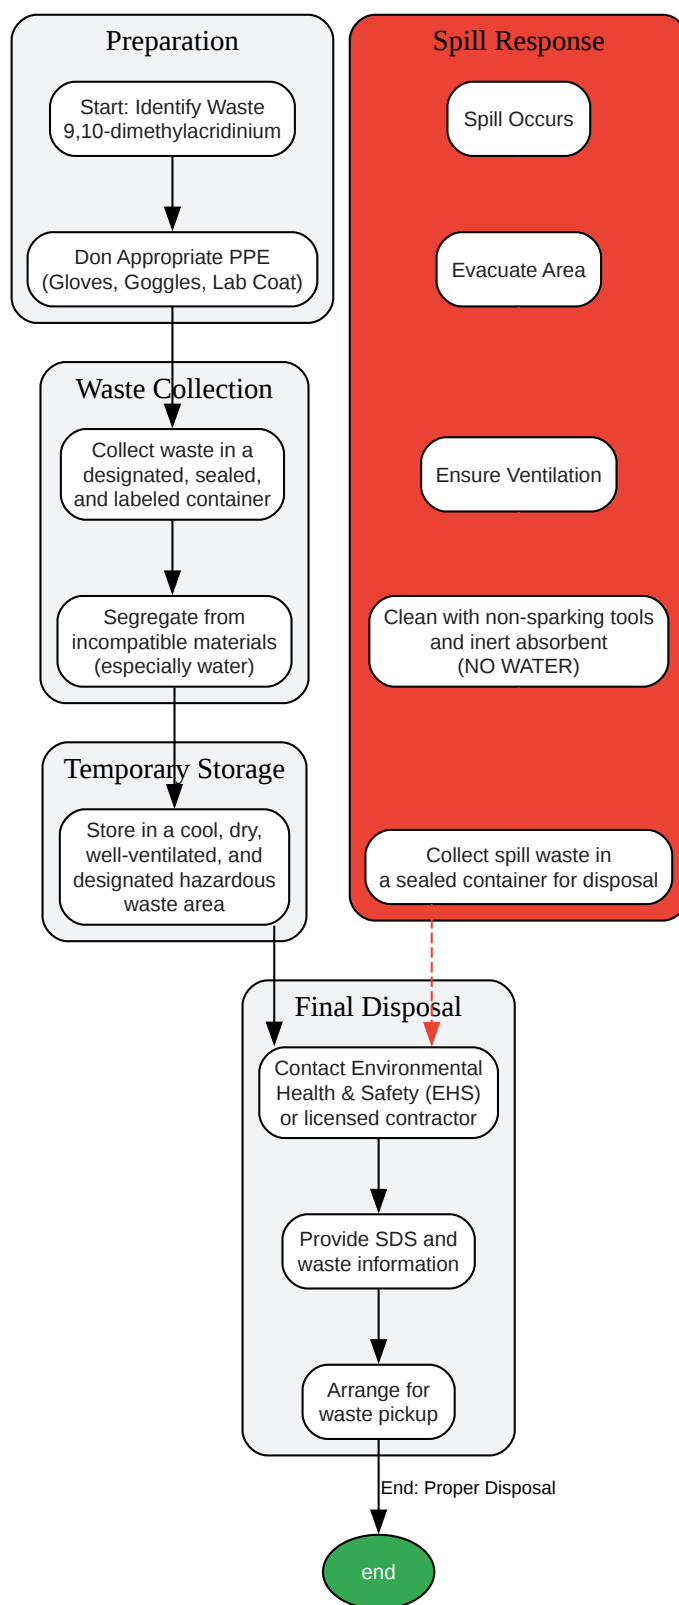 Preparation
Start: Identify Waste
9,10-dimethylacridinium
Don Appropriate PPE
(Gloves, Goggles, Lab Coat)
Waste Collection
Collect waste in a
designated, sealed,
and labeled container
Segregate from
incompatible materials
(especially water)
Temporary Storage
Store in a cool, dry,
well-ventilated, and
designated hazardous
waste area
Spill Response
Spill Occurs
Evacuate Area
Ensure Ventilation
Clean with non-sparking tools
and inert absorbent
(NO WATER)
Collect spill waste in
a sealed container for disposal
Final Disposal
Contact Environmental
Health & Safety (EHS)
or licensed contractor
Provide SDS and
waste information
Arrange for
waste pickup
End: Proper Disposal
end